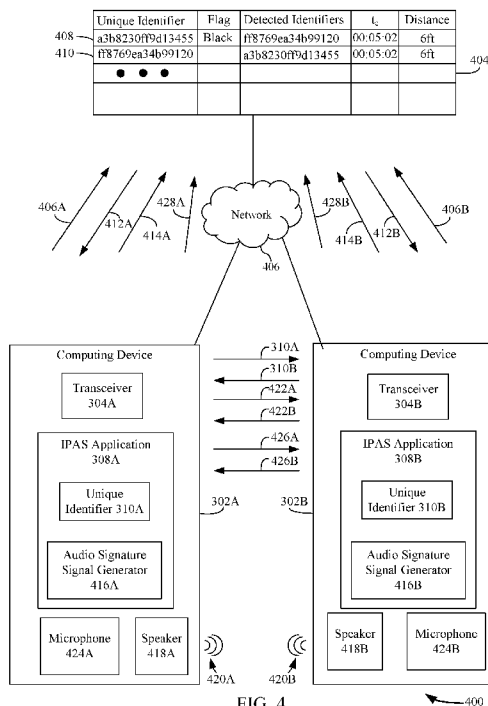 Unique Identifier Flag Detected Identifiers tc Distance
408 a3b8230ff9d13455 Black ff8769ea34b99120 00:05:02 6ft
410 ff8769ea34b99120 a3b8230ff9d13455 00:05:02 6ft
404
406A 412A 414A 428A Network 428B 414B 412B 406B
406
Computing Device 310A Computing Device
310B
Transceiver 422A Transceiver
304A 422B 304B
426A
IPAS Application 426B IPAS Application
308A 308B
Unique 302A 302B Unique
Identifier 310A Identifier 310B
Audio Signature Audio Signature
Signal Generator Signal Generator
416A 416B
Microphone Speaker Speaker Microphone
424A 418A 418B 424B
420A 420B
FIG. 4 400